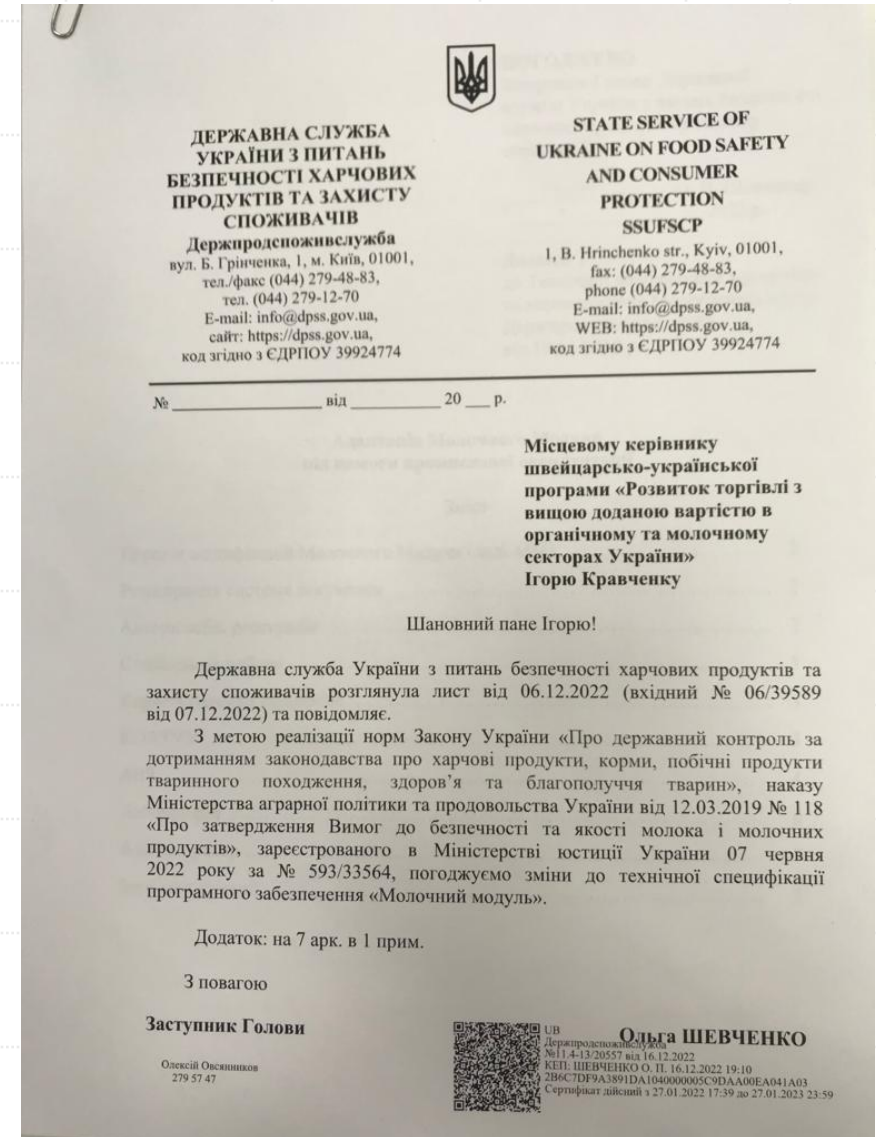 ДЕРЖАВНА СЛУЖБА
УКРАЇНИ З ПИТАНЬ
БЕЗПЕЧНОСТІ ХАРЧОВИХ
ПРОДУКТІВ ТА ЗАХИСТУ
СПОЖИВАЧІВ
Держпродспоживслужба
вул. Б. Грінченка, 1, м. Київ, 01001,
тел./факс (044) 279-48-83,
тел. (044) 279-12-70
E-mail: info@dpss.gov.ua,
сайт: https://dpss.gov.ua,
код згідно з ЄДРПОУ 39924774
STATE SERVICE OF
UKRAINE ON FOOD SAFETY
AND CONSUMER
PROTECTION
SSUFSCP
1, B. Hrinchenko str., Kyiv, 01001,
fax: (044) 279-48-83,
phone (044) 279-12-70
E-mail: info@dpss.gov.ua,
WEB: https://dpss.gov.ua,
код згідно з ЄДРПОУ 39924774
№ ____________ від ________ 20 __ р.
Місцевому керівнику
швейцарсько-української
програми «Розвиток торгівлі з
вищою доданою вартістю в
органічному та молочному
секторах України»
Ігорю Кравченку
Шановний пане Ігорю!
Державна служба України з питань безпечності харчових продуктів та
захисту споживачів розглянула лист від 06.12.2022 (вхідний № 06/39589
від 07.12.2022) та повідомляє.
З метою реалізації норм Закону України «Про державний контроль за
дотриманням законодавства про харчові продукти, корми, побічні продукти
тваринного походження, здоров’я та благополуччя тварин», наказу
Міністерства аграрної політики та продовольства України від 12.03.2019 № 118
«Про затвердження Вимог до безпечності та якості молока і молочних
продуктів», зареєстрованого в Міністерстві юстиції України 07 червня
2022 року за № 593/33564, погоджуємо зміни до технічної специфікації
програмного забезпечення «Молочний модуль».
Додаток: на 7 арк. в 1 прим.
З повагою
Заступник Голови
Ольга ШЕВЧЕНКО
Олексій Овсянников
279 57 47
UB
Держпродспоживслужба
№11.4-13/20557 від 16.12.2022
КЕП: ШЕВЧЕНКО О. П. 16.12.2022 19:10
2B6C7DF9A3891DA1040000005C9DAA00EA041A03
Сертифікат дійсний з 27.01.2022 17:39 до 27.01.2023 23:59